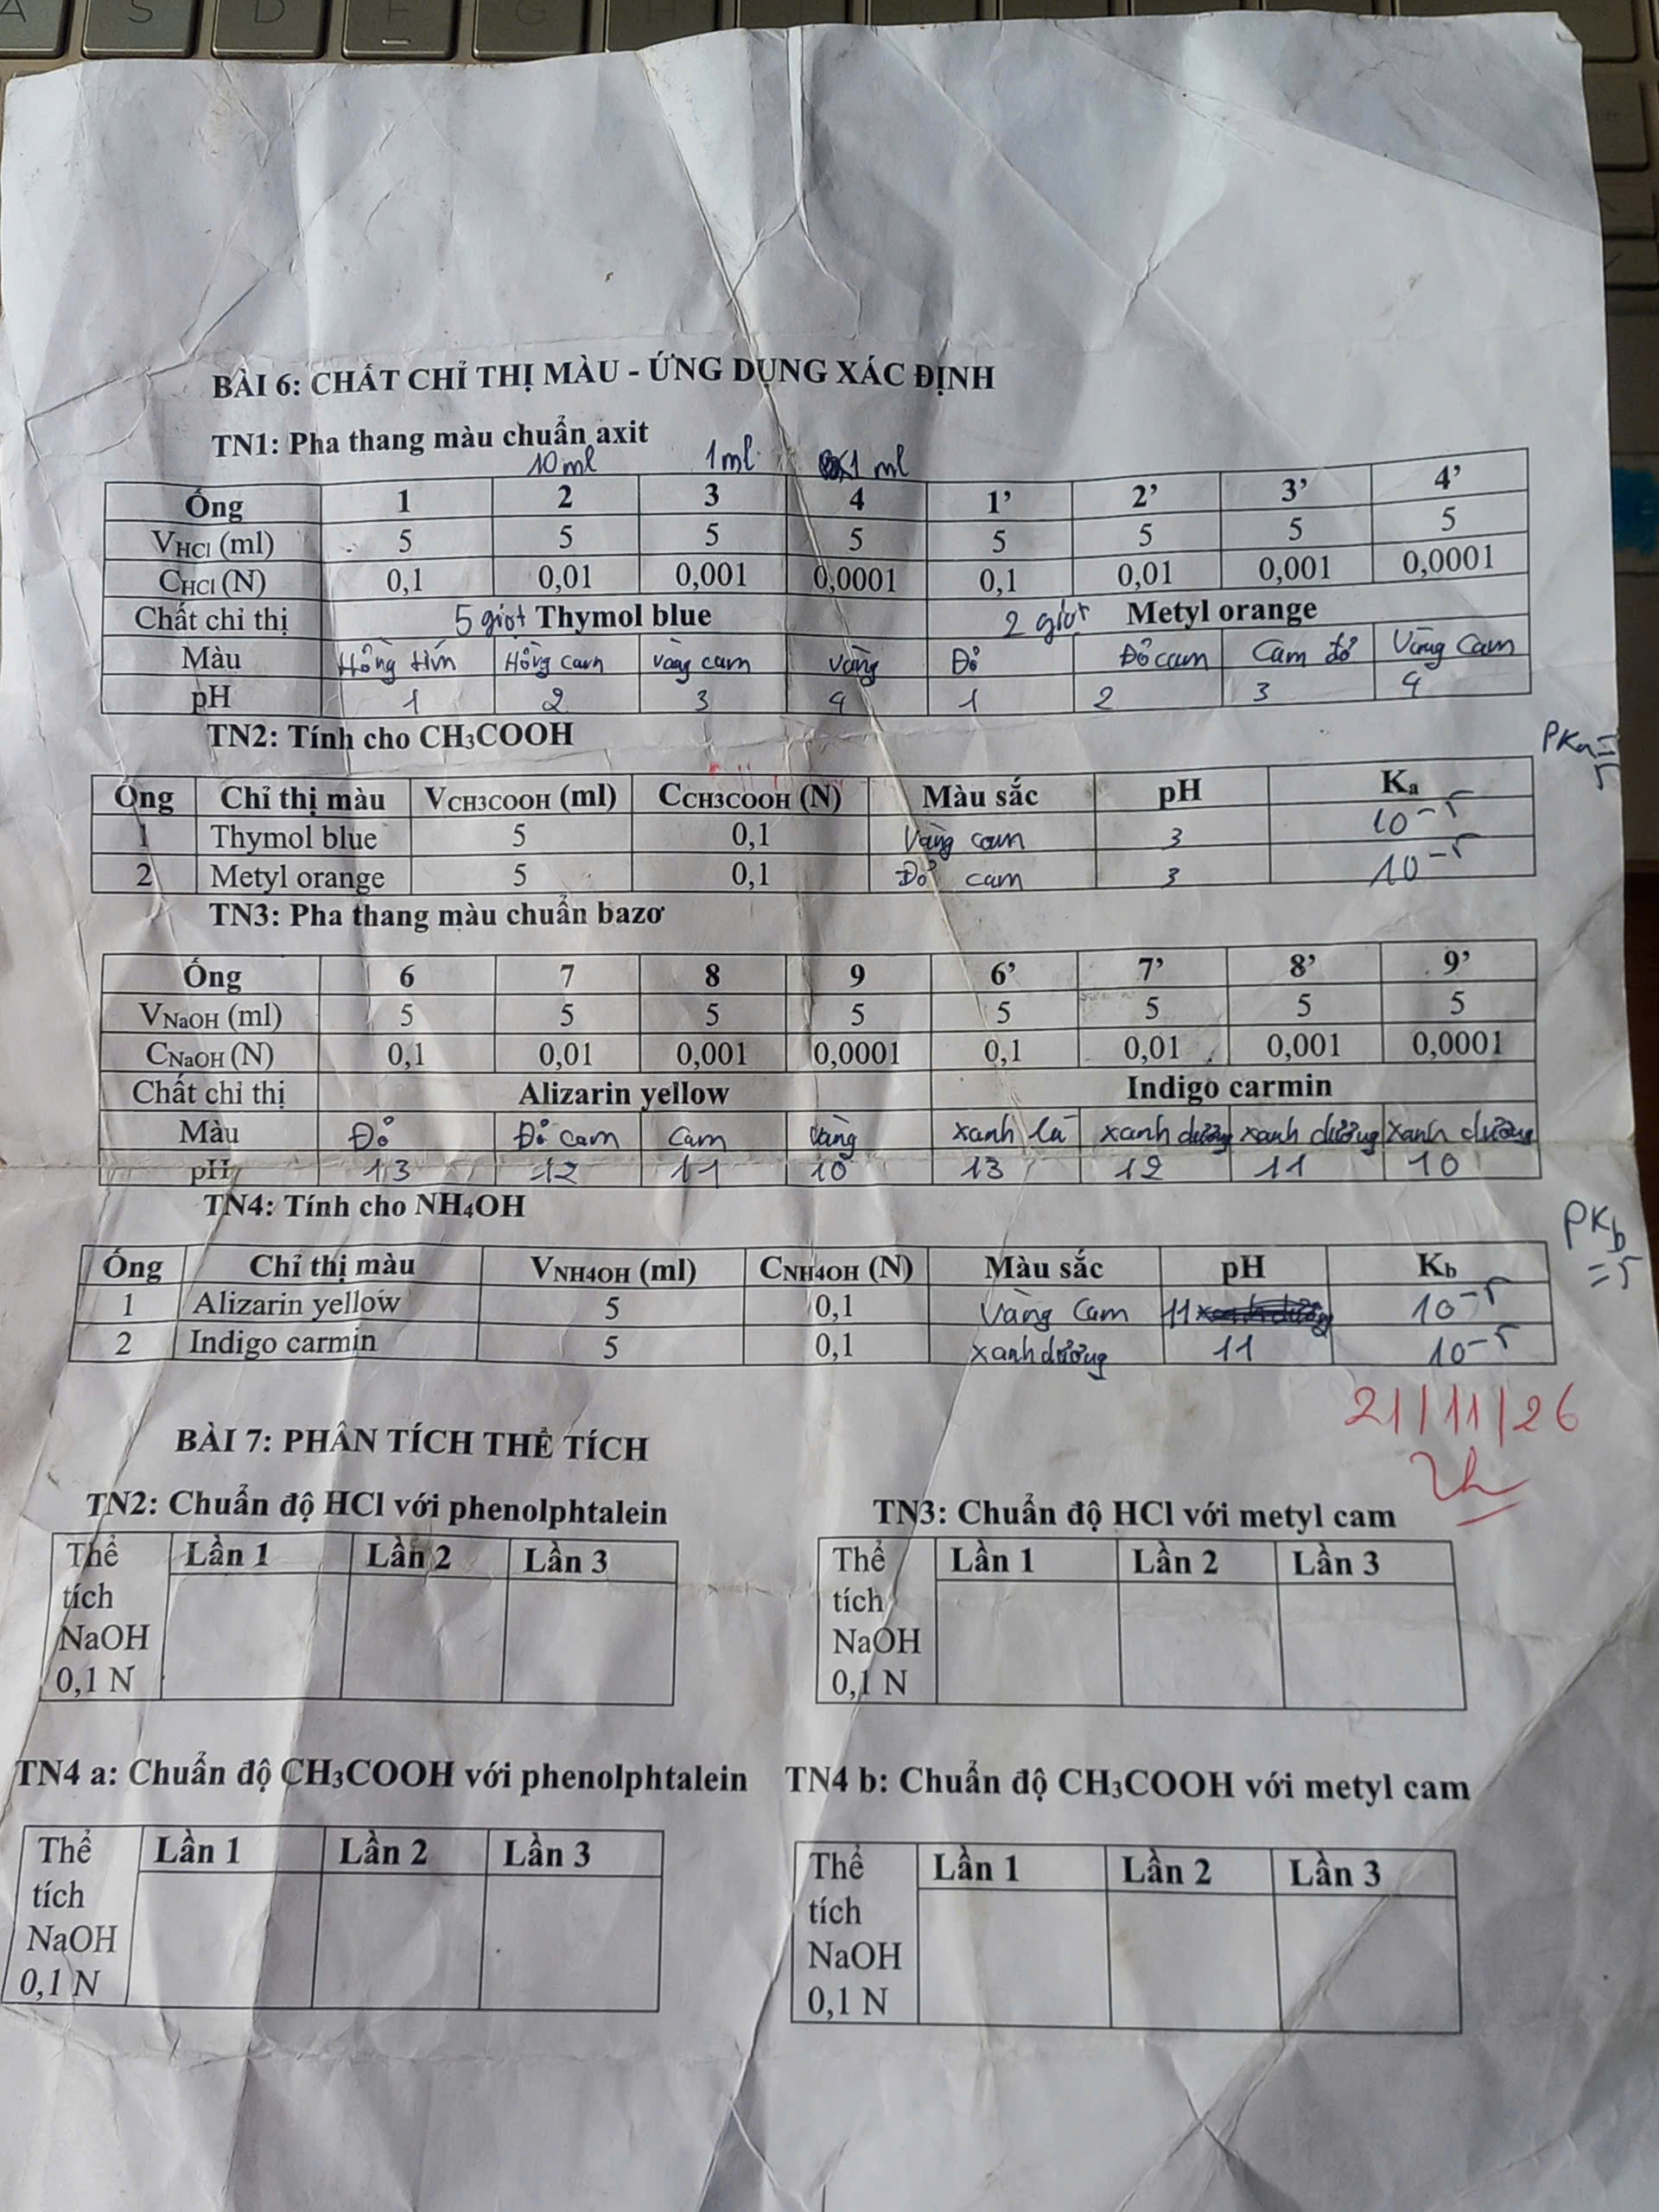 BÀI 6: CHẤT CHỈ THỊ MÀU - ỨNG DỤNG XÁC ĐỊNH
TN1: Pha thang màu chuẩn axit
10 ml 1 ml 1 ml
Ống 1 2 3 4 1’ 2’ 3’ 4’
VHCl (ml) 5 5 5 5 5 5 5 5
CHCl (N) 0,1 0,01 0,001 0,0001 0,1 0,01 0,001 0,0001
Chất chỉ thị 5 giọt Thymol blue 2 giọt Metyl orange
Màu Hồng tím Hồng cam vàng cam vàng Đỏ Đỏ cam Cam đỏ Vàng Cam
pH 1 2 3 4 1 2 3 4
TN2: Tính cho CH₃COOH
PKa = 5
Ống Chỉ thị màu VCH3COOH (ml) CCH3COOH (N) Màu sắc pH Ka
1 Thymol blue 5 0,1 Vàng cam 3 10⁻⁵
2 Metyl orange 5 0,1 Đỏ cam 3 10⁻⁵
TN3: Pha thang màu chuẩn bazơ
Ống 6 7 8 9 6’ 7’ 8’ 9’
VNaOH (ml) 5 5 5 5 5 5 5 5
CNaOH (N) 0,1 0,01 0,001 0,0001 0,1 0,01 0,001 0,0001
Chất chỉ thị Alizarin yellow Indigo carmin
Màu Đỏ Đỏ cam Cam vàng xanh lá xanh dương xanh dương xanh dương
pH 13 12 11 10 13 12 11 10
TN4: Tính cho NH₄OH
PKb = 5
Ống Chỉ thị màu VNH4OH (ml) CNH4OH (N) Màu sắc pH Kb
1 Alizarin yellow 5 0,1 Vàng Cam 11 10⁻⁵
2 Indigo carmin 5 0,1 xanh dương 11 10⁻⁵
21/11/26
BÀI 7: PHÂN TÍCH THỂ TÍCH
TN2: Chuẩn độ HCl với phenolphtalein
Thể tích NaOH 0,1 N Lần 1 Lần 2 Lần 3
TN3: Chuẩn độ HCl với metyl cam
Thể tích NaOH 0,1 N Lần 1 Lần 2 Lần 3
TN4 a: Chuẩn độ CH₃COOH với phenolphtalein
Thể tích NaOH 0,1 N Lần 1 Lần 2 Lần 3
TN4 b: Chuẩn độ CH₃COOH với metyl cam
Thể tích NaOH 0,1 N Lần 1 Lần 2 Lần 3